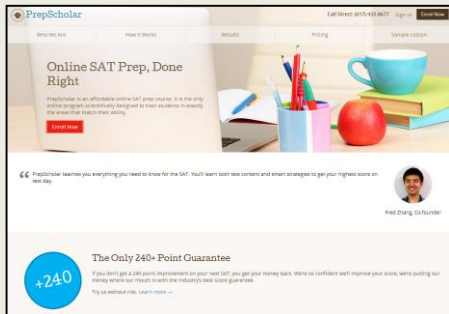 PrepScholar
Call Direct: (617) 433-8677 Sign in Enroll Now
Who We Are How It Works Results Pricing Sample Lesson
Online SAT Prep, Done
Right
PrepScholar is an affordable online SAT prep course. It is the only
online program scientifically designed to train students in exactly
the areas that match their ability.
Enroll Now
“ PrepScholar teaches you everything you need to know for the SAT. You'll learn both test content and smart strategies to get your highest score on
test day.
Fred Zhang, Co-founder
+240
The Only 240+ Point Guarantee
If you don't get a 240 point improvement on your next SAT, you get your money back. We're so confident we'll improve your score, we're putting our
money where our mouth is with the industry's best score guarantee.
Try us without risk. Learn more →